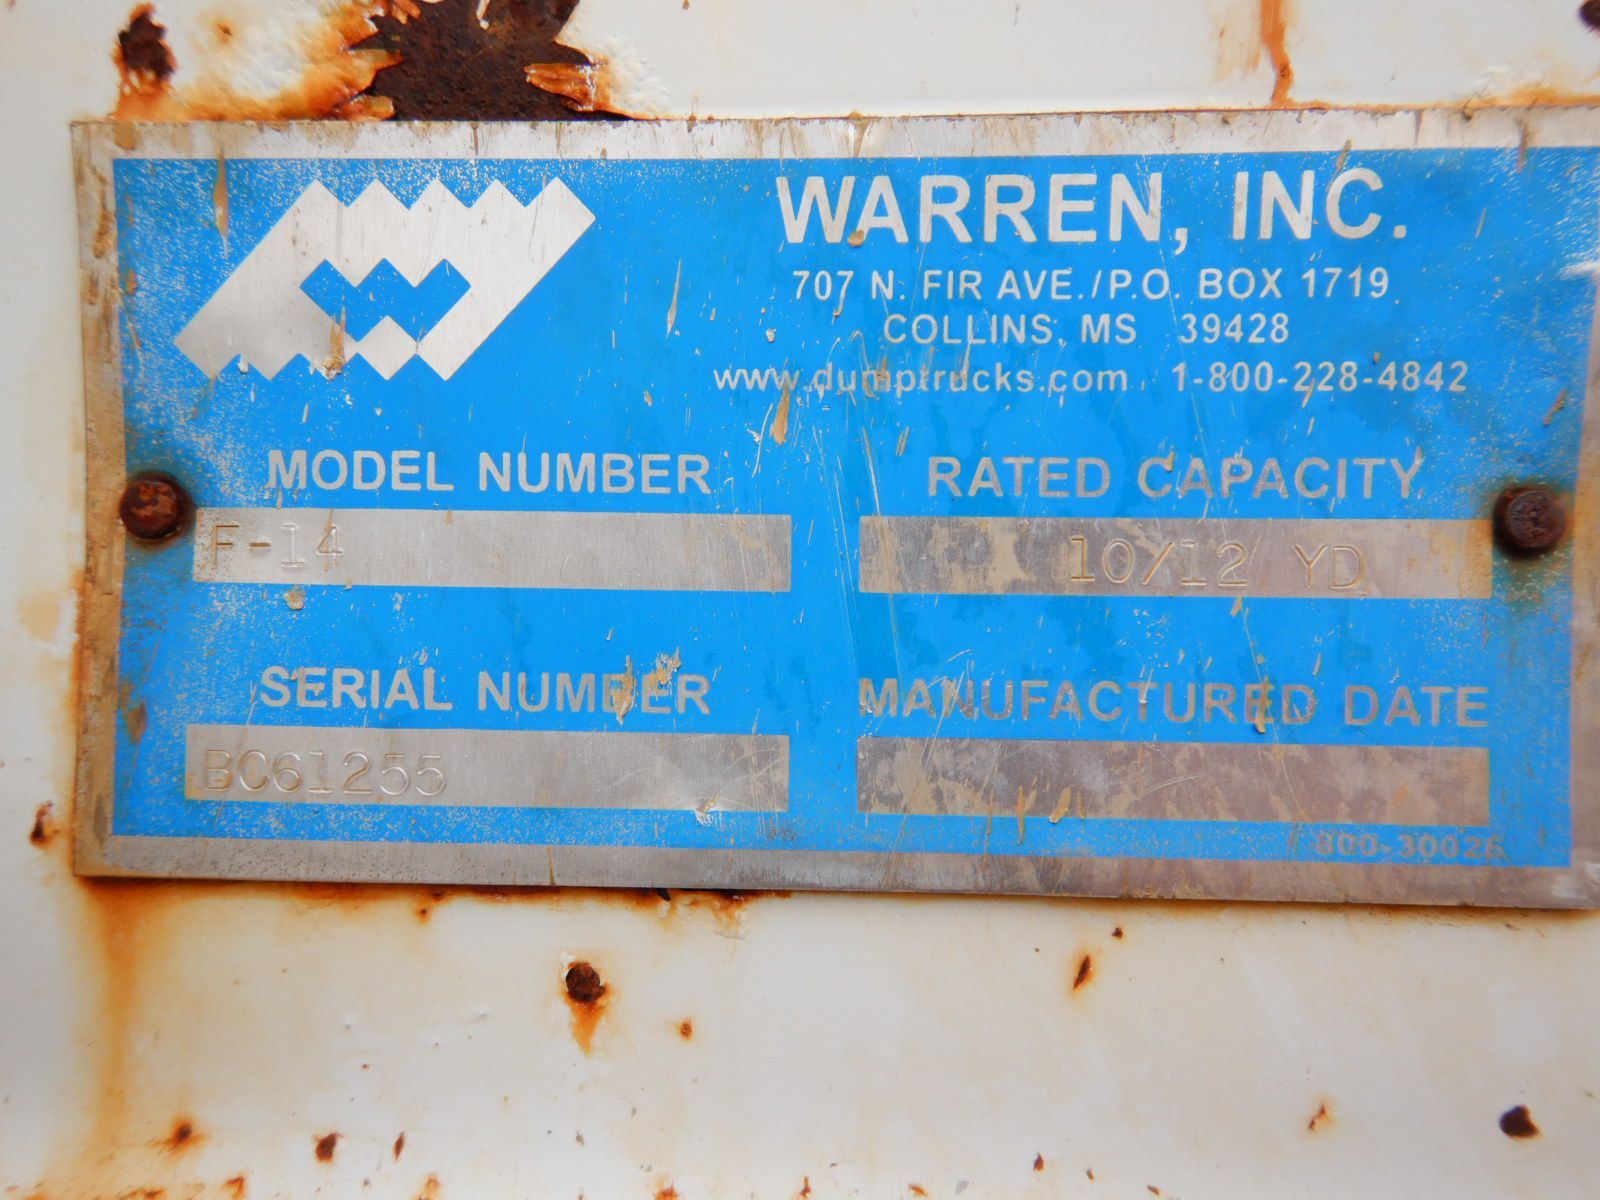 WARREN, INC.
707 N. FIR AVE./P.O. BOX 1719
COLLINS, MS 39428
www.dumptrucks.com 1-800-228-4842
MODEL NUMBER
F-14
RATED CAPACITY
10/12 YD
SERIAL NUMBER
BC61255
MANUFACTURED DATE
800-30026